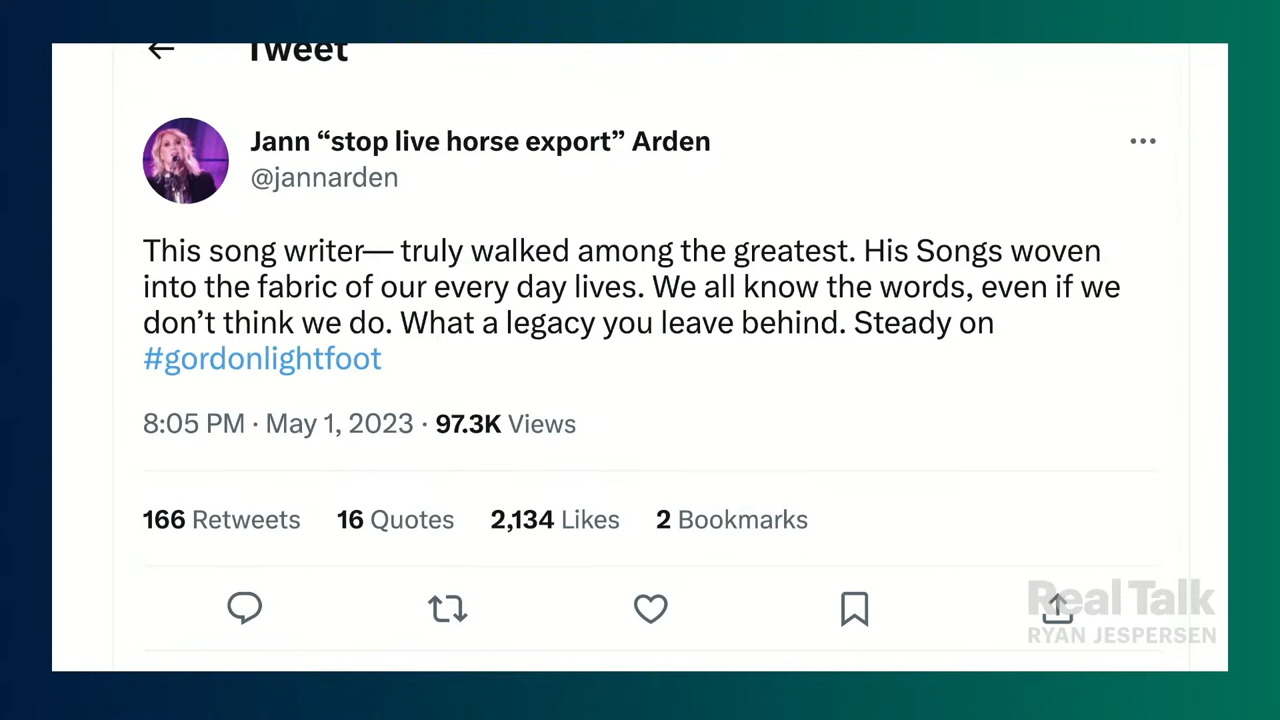 Tweet
Jann “stop live horse export” Arden
@jannarden
This song writer— truly walked among the greatest. His Songs woven
into the fabric of our every day lives. We all know the words, even if we
don’t think we do. What a legacy you leave behind. Steady on
#gordonlightfoot
8:05 PM · May 1, 2023 · 97.3K Views
166 Retweets 16 Quotes 2,134 Likes 2 Bookmarks
Real Talk
RYAN JESPERSEN